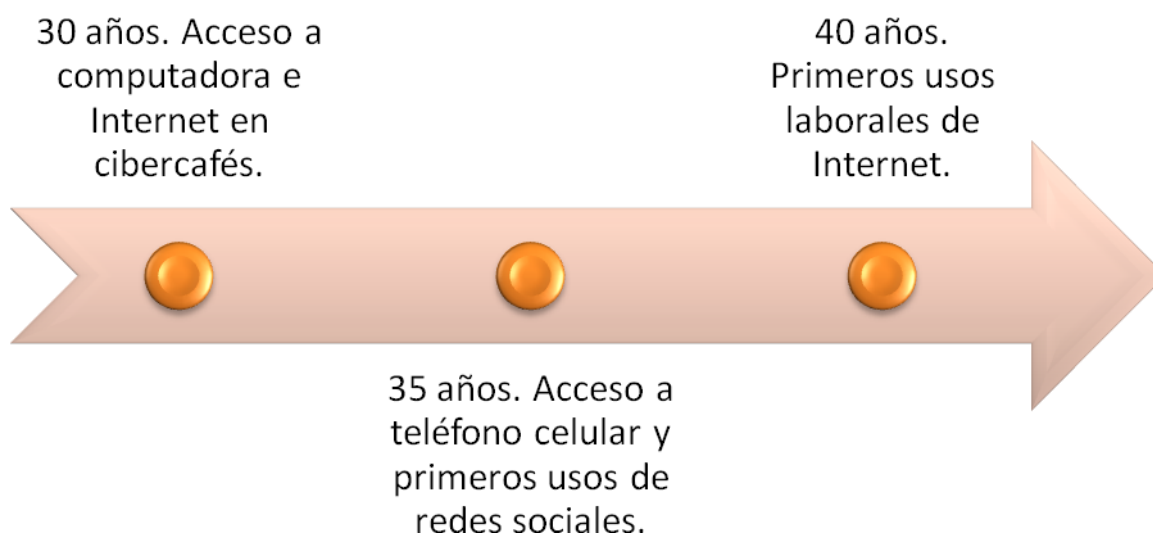 30 años. Acceso a
computadora e
Internet en
cibercafés.
35 años. Acceso a
teléfono celular y
primeros usos de
redes sociales.
40 años.
Primeros usos
laborales de
Internet.